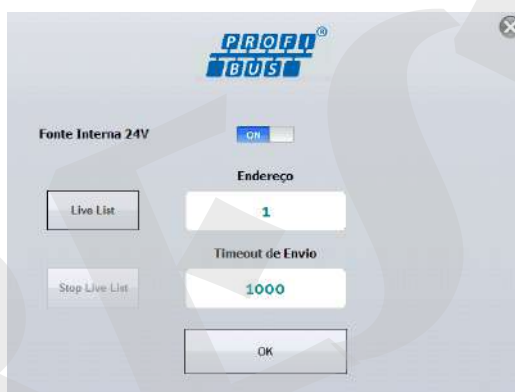 PROFI®
BUS
Fonte Interna 24V
ON
Endereço
Live List
1
Timeout de Envio
Stop Live List
1000
OK